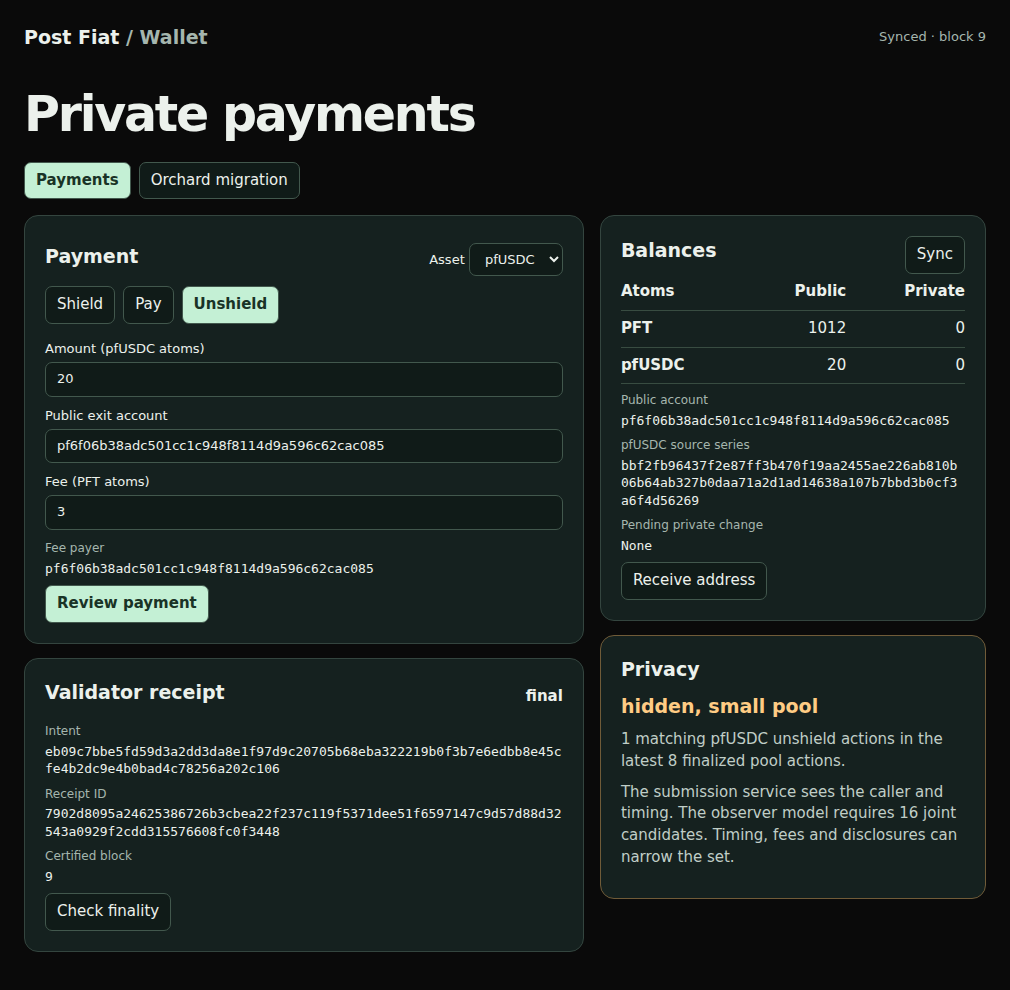 Post Fiat / Wallet
Synced · block 9
Private payments
Payments
Orchard migration
Payment
Asset pfUSDC
Shield
Pay
Unshield
Amount (pfUSDC atoms)
20
Public exit account
pf6f06b38adc501cc1c948f8114d9a596c62cac085
Fee (PFT atoms)
3
Fee payer
pf6f06b38adc501cc1c948f8114d9a596c62cac085
Review payment
Validator receipt
final
Intent
eb09c7bbe5fd59d3a2dd3da8e1f97d9c20705b68eba322219b0f3b7e6edbb8e45c
fe4b2dc9e4b0bad4c78256a202c106
Receipt ID
7902d8095a24625386726b3cbea22f237c119f5371dee51f6597147c9d57d88d32
543a0929f2cdd315576608fc0f3448
Certified block
9
Check finality
Balances
Sync
Atoms Public Private
PFT 1012 0
pfUSDC 20 0
Public account
pf6f06b38adc501cc1c948f8114d9a596c62cac085
pfUSDC source series
bbf2fb96437f2e87ff3b470f19aa2455ae226ab810b
06b64ab327b0daa71a2d1ad14638a107b7bbd3b0cf3
a6f4d56269
Pending private change
None
Receive address
Privacy
hidden, small pool
1 matching pfUSDC unshield actions in the
latest 8 finalized pool actions.
The submission service sees the caller and
timing. The observer model requires 16 joint
candidates. Timing, fees and disclosures can
narrow the set.